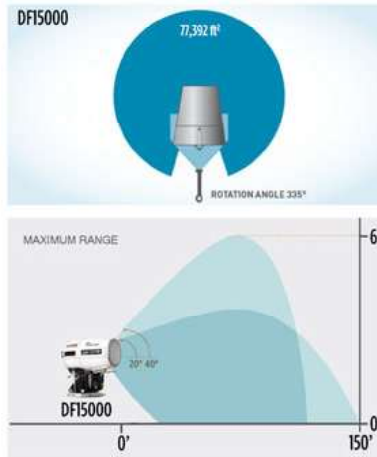 DF15000
77,392 ft²
ROTATION ANGLE 335°
MAXIMUM RANGE
6
20° 40°
DF15000
0
0'
150'